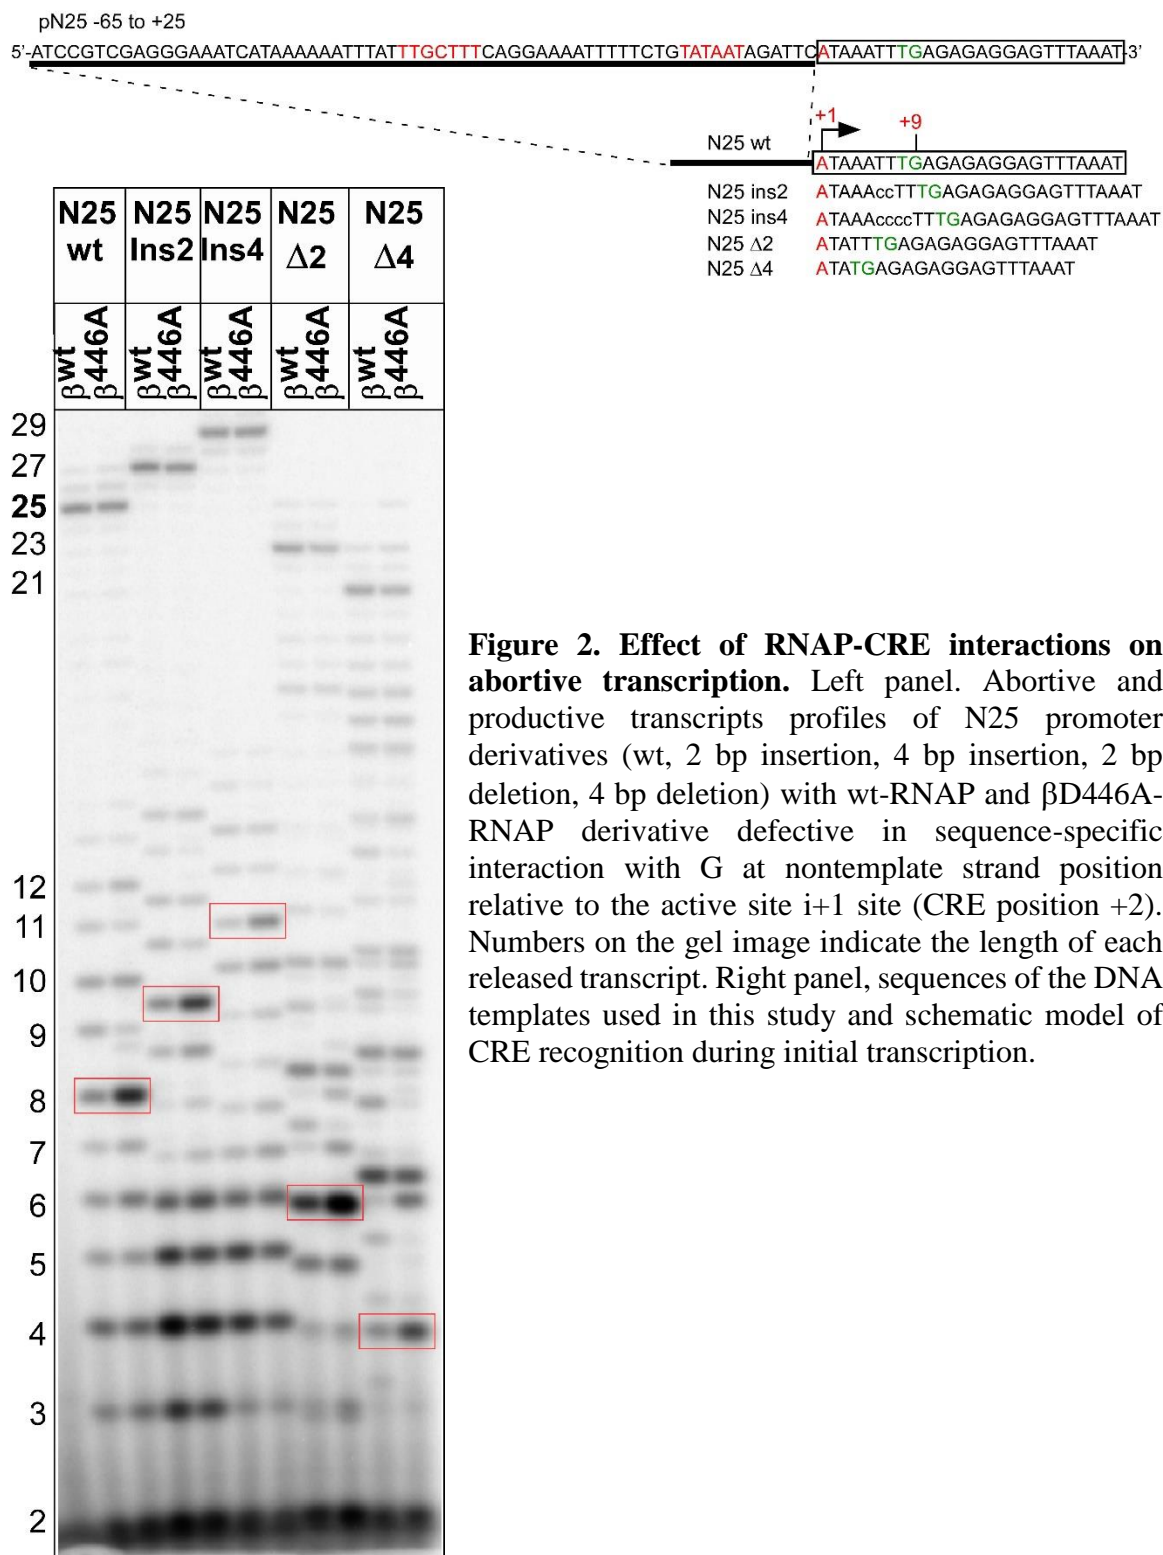 pN25 -65 to +25
5'-ATCCGTCGAGGGAAATCATAAAAAATTTATTTGCTTTCAGGAAAATTTTTCTGTATAATAGATTCATAAATTTGAGAGAGGAGTTTAAAT-3'
+1 +9
N25 wt ATAAATTTGAGAGAGGAGTTTAAAT
N25 ins2 ATAAAccTTTGAGAGAGGAGTTTAAAT
N25 ins4 ATAAAccccTTTGAGAGAGGAGTTTAAAT
N25 Δ2 ATATTTGAGAGAGGAGTTTAAAT
N25 Δ4 ATATGAGAGAGGAGTTTAAAT
N25 N25 N25 N25 N25
wt Ins2 Ins4 Δ2 Δ4
βwt β446A βwt β446A βwt β446A βwt β446A βwt β446A
29
27
25
23
21
12
11
10
9
8
7
6
5
4
3
2
Figure 2. Effect of RNAP-CRE interactions on
abortive transcription. Left panel. Abortive and
productive transcripts profiles of N25 promoter
derivatives (wt, 2 bp insertion, 4 bp insertion, 2 bp
deletion, 4 bp deletion) with wt-RNAP and βD446A-
RNAP derivative defective in sequence-specific
interaction with G at nontemplate strand position
relative to the active site i+1 site (CRE position +2).
Numbers on the gel image indicate the length of each
released transcript. Right panel, sequences of the DNA
templates used in this study and schematic model of
CRE recognition during initial transcription.